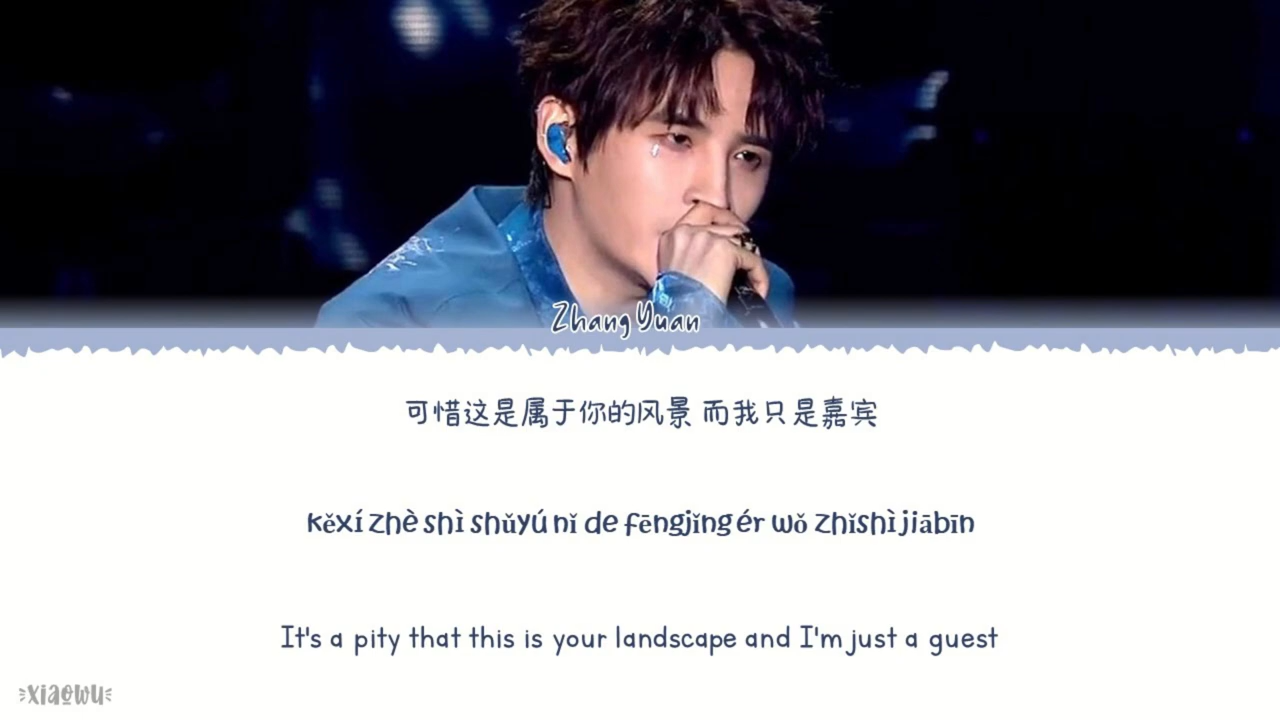 Zhang Yuan
可惜这是属于你的风景 而我只是嘉宾
kěxí zhè shì shǔyú nǐ de fēngjǐng ér wǒ zhǐshì jiābīn
It's a pity that this is your landscape and I'm just a guest
xiaowu